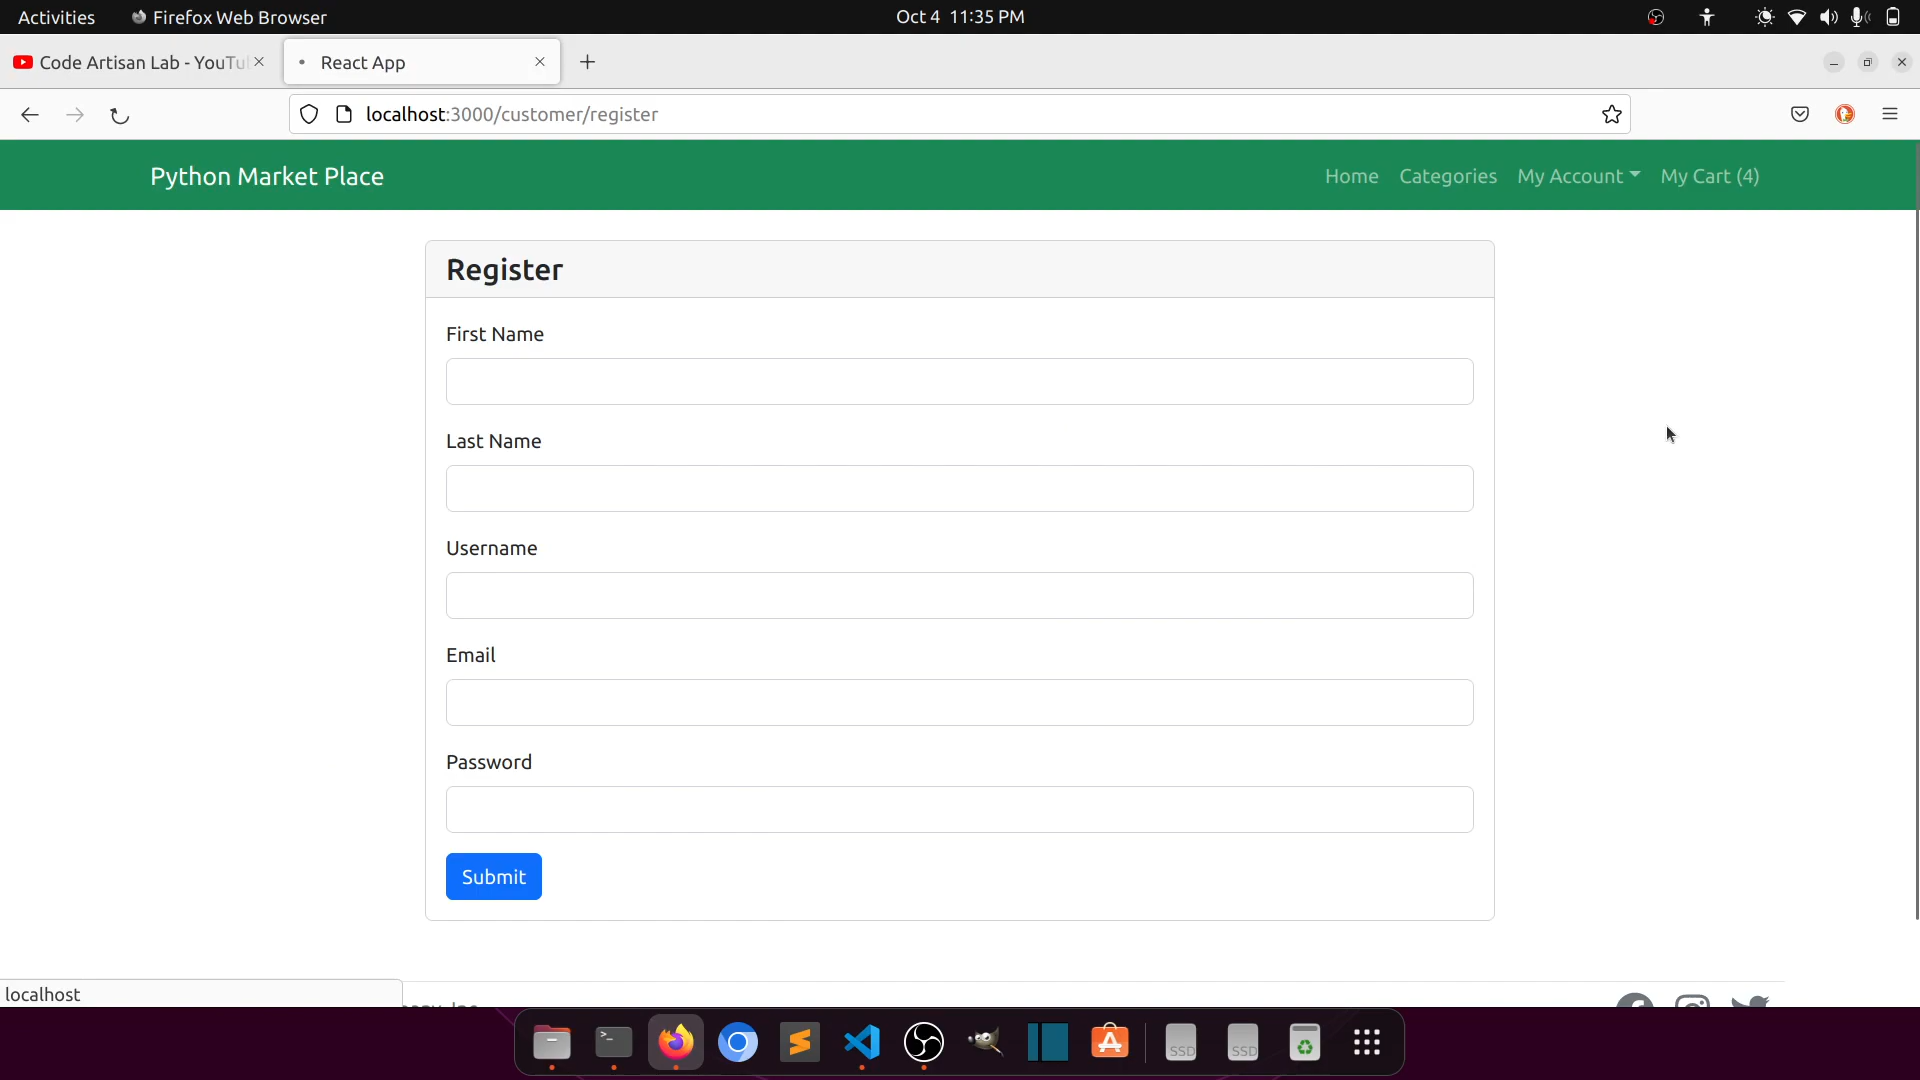 Activities Firefox Web Browser Oct 4 11:35 PM
Code Artisan Lab - YouTu React App
localhost:3000/customer/register
Python Market Place Home Categories My Account My Cart (4)
Register
First Name
Last Name
Username
Email
Password
Submit
localhost
SSD SSD